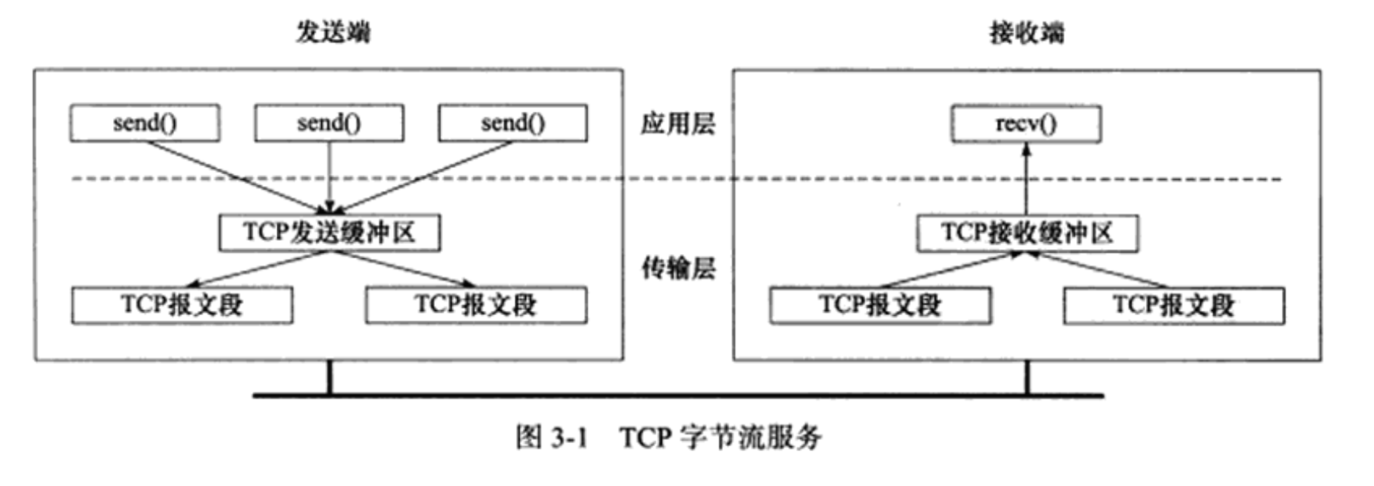 发送端
接收端
send()
send()
send()
应用层
recv()
TCP发送缓冲区
TCP接收缓冲区
传输层
TCP报文段
TCP报文段
TCP报文段
TCP报文段
图 3-1 TCP 字节流服务